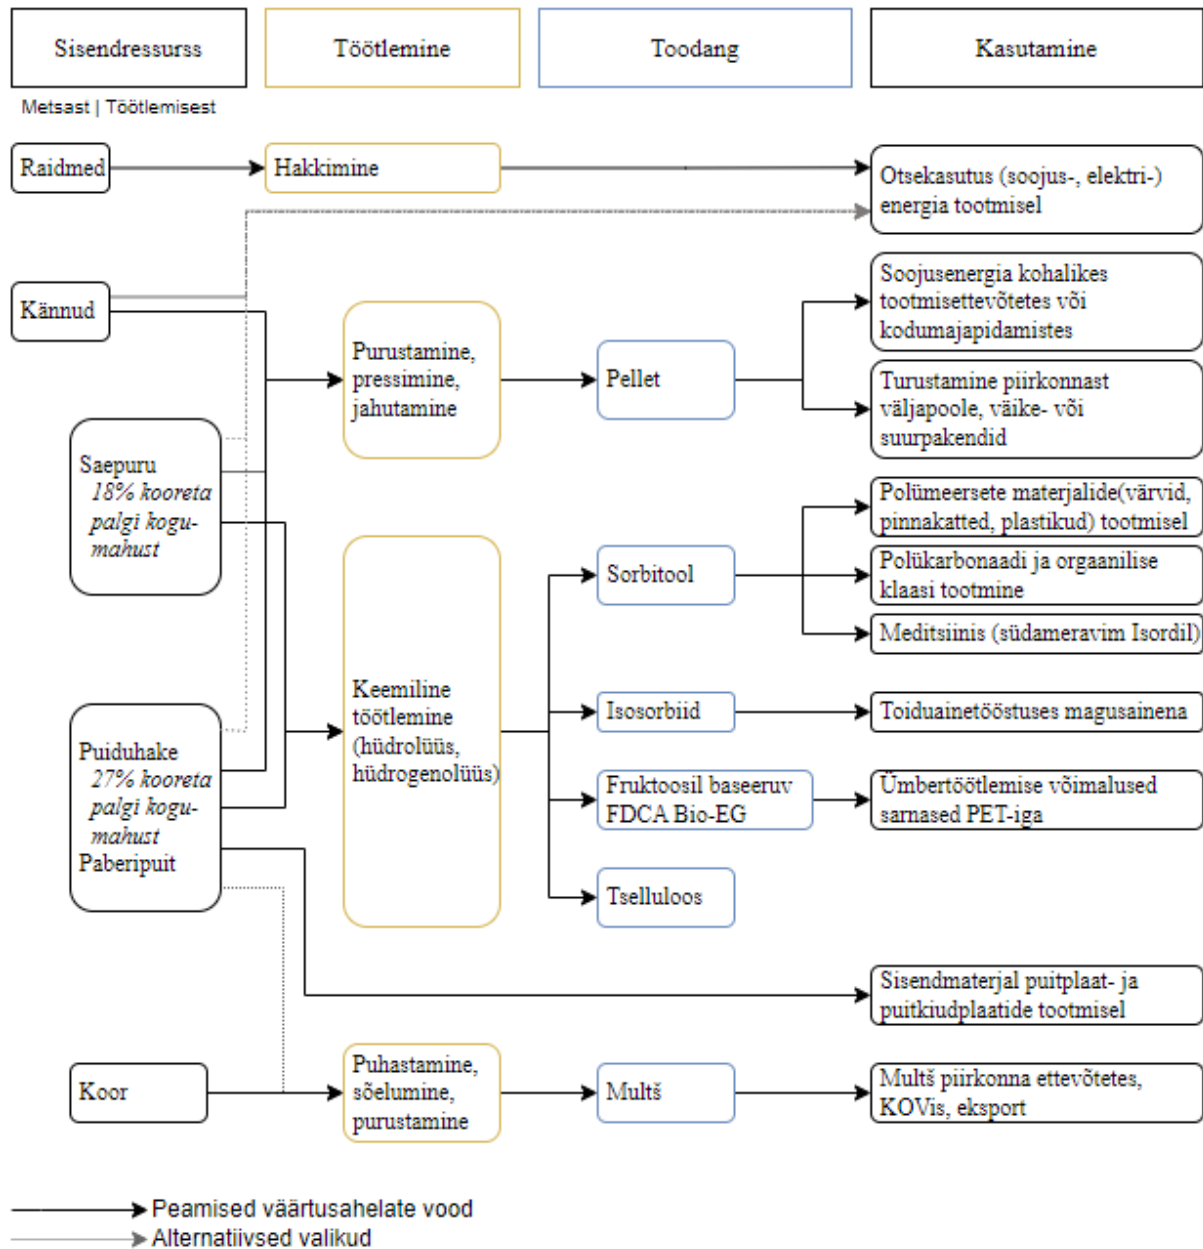 Sisendressurss
Töötlemine
Toodang
Kasutamine
Metsast | Töötlemisest
Raidmed
Hakkimine
Otsekasutus (soojus-, elektri-)
energia tootmisel
Kännud
Purustamine,
pressimine,
jahutamine
Pellet
Soojusenergia kohalikes
tootmisettevõtetes või
kodumajapidamistes
Turustamine piirkonnast
väljapoole, väike- või
suurpakendid
Saepuru
18% kooreta
palgi kogu-
mahust
Polümeersete materjalide(värvid,
pinnakatted, plastikud) tootmisel
Sorbitool
Polükarbonaadi ja orgaanilise
klaasi tootmine
Meditsiinis (südameravim Isordil)
Keemiline
töötlemine
(hüdrolüüs,
hüdrogenolüüs)
Isosorbiid
Toiduainetööstuses magusainena
Puiduhake
27% kooreta
palgi kogu-
mahust
Paberipuit
Fruktoosil baseeruv
FDCA Bio-EG
Ümbertöötlemise võimalused
sarnased PET-iga
Tselluloos
Sisendmaterjal puitplaat- ja
puitkiudplaatide tootmisel
Koor
Puhastamine,
sõelumine,
purustamine
Multš
Multš piirkonna ettevõtetes,
KOVis, eksport
Peamised väärtusahelate vood
Alternatiivsed valikud